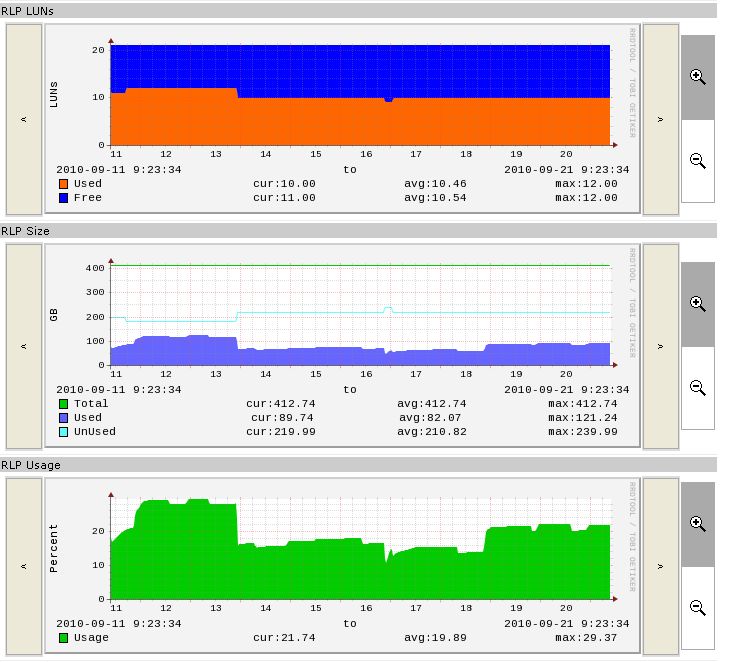 RLP LUNs
RRDTOOL / TOBI OETIKER
LUNs
20
10
0
11 12 13 14 15 16 17 18 19 20
2010-09-11 9:23:34 to 2010-09-21 9:23:34
Used cur:10.00 avg:10.46 max:12.00
Free cur:11.00 avg:10.54 max:12.00
<
>
RLP Size
RRDTOOL / TOBI OETIKER
GB
400
300
200
100
0
11 12 13 14 15 16 17 18 19 20
2010-09-11 9:23:34 to 2010-09-21 9:23:34
Total cur:412.74 avg:412.74 max:412.74
Used cur:89.74 avg:82.07 max:121.24
UnUsed cur:219.99 avg:210.82 max:239.99
<
>
RLP Usage
RRDTOOL / TOBI OETIKER
Percent
20
10
0
11 12 13 14 15 16 17 18 19 20
2010-09-11 9:23:34 to 2010-09-21 9:23:34
Usage cur:21.74 avg:19.89 max:29.37
<
>